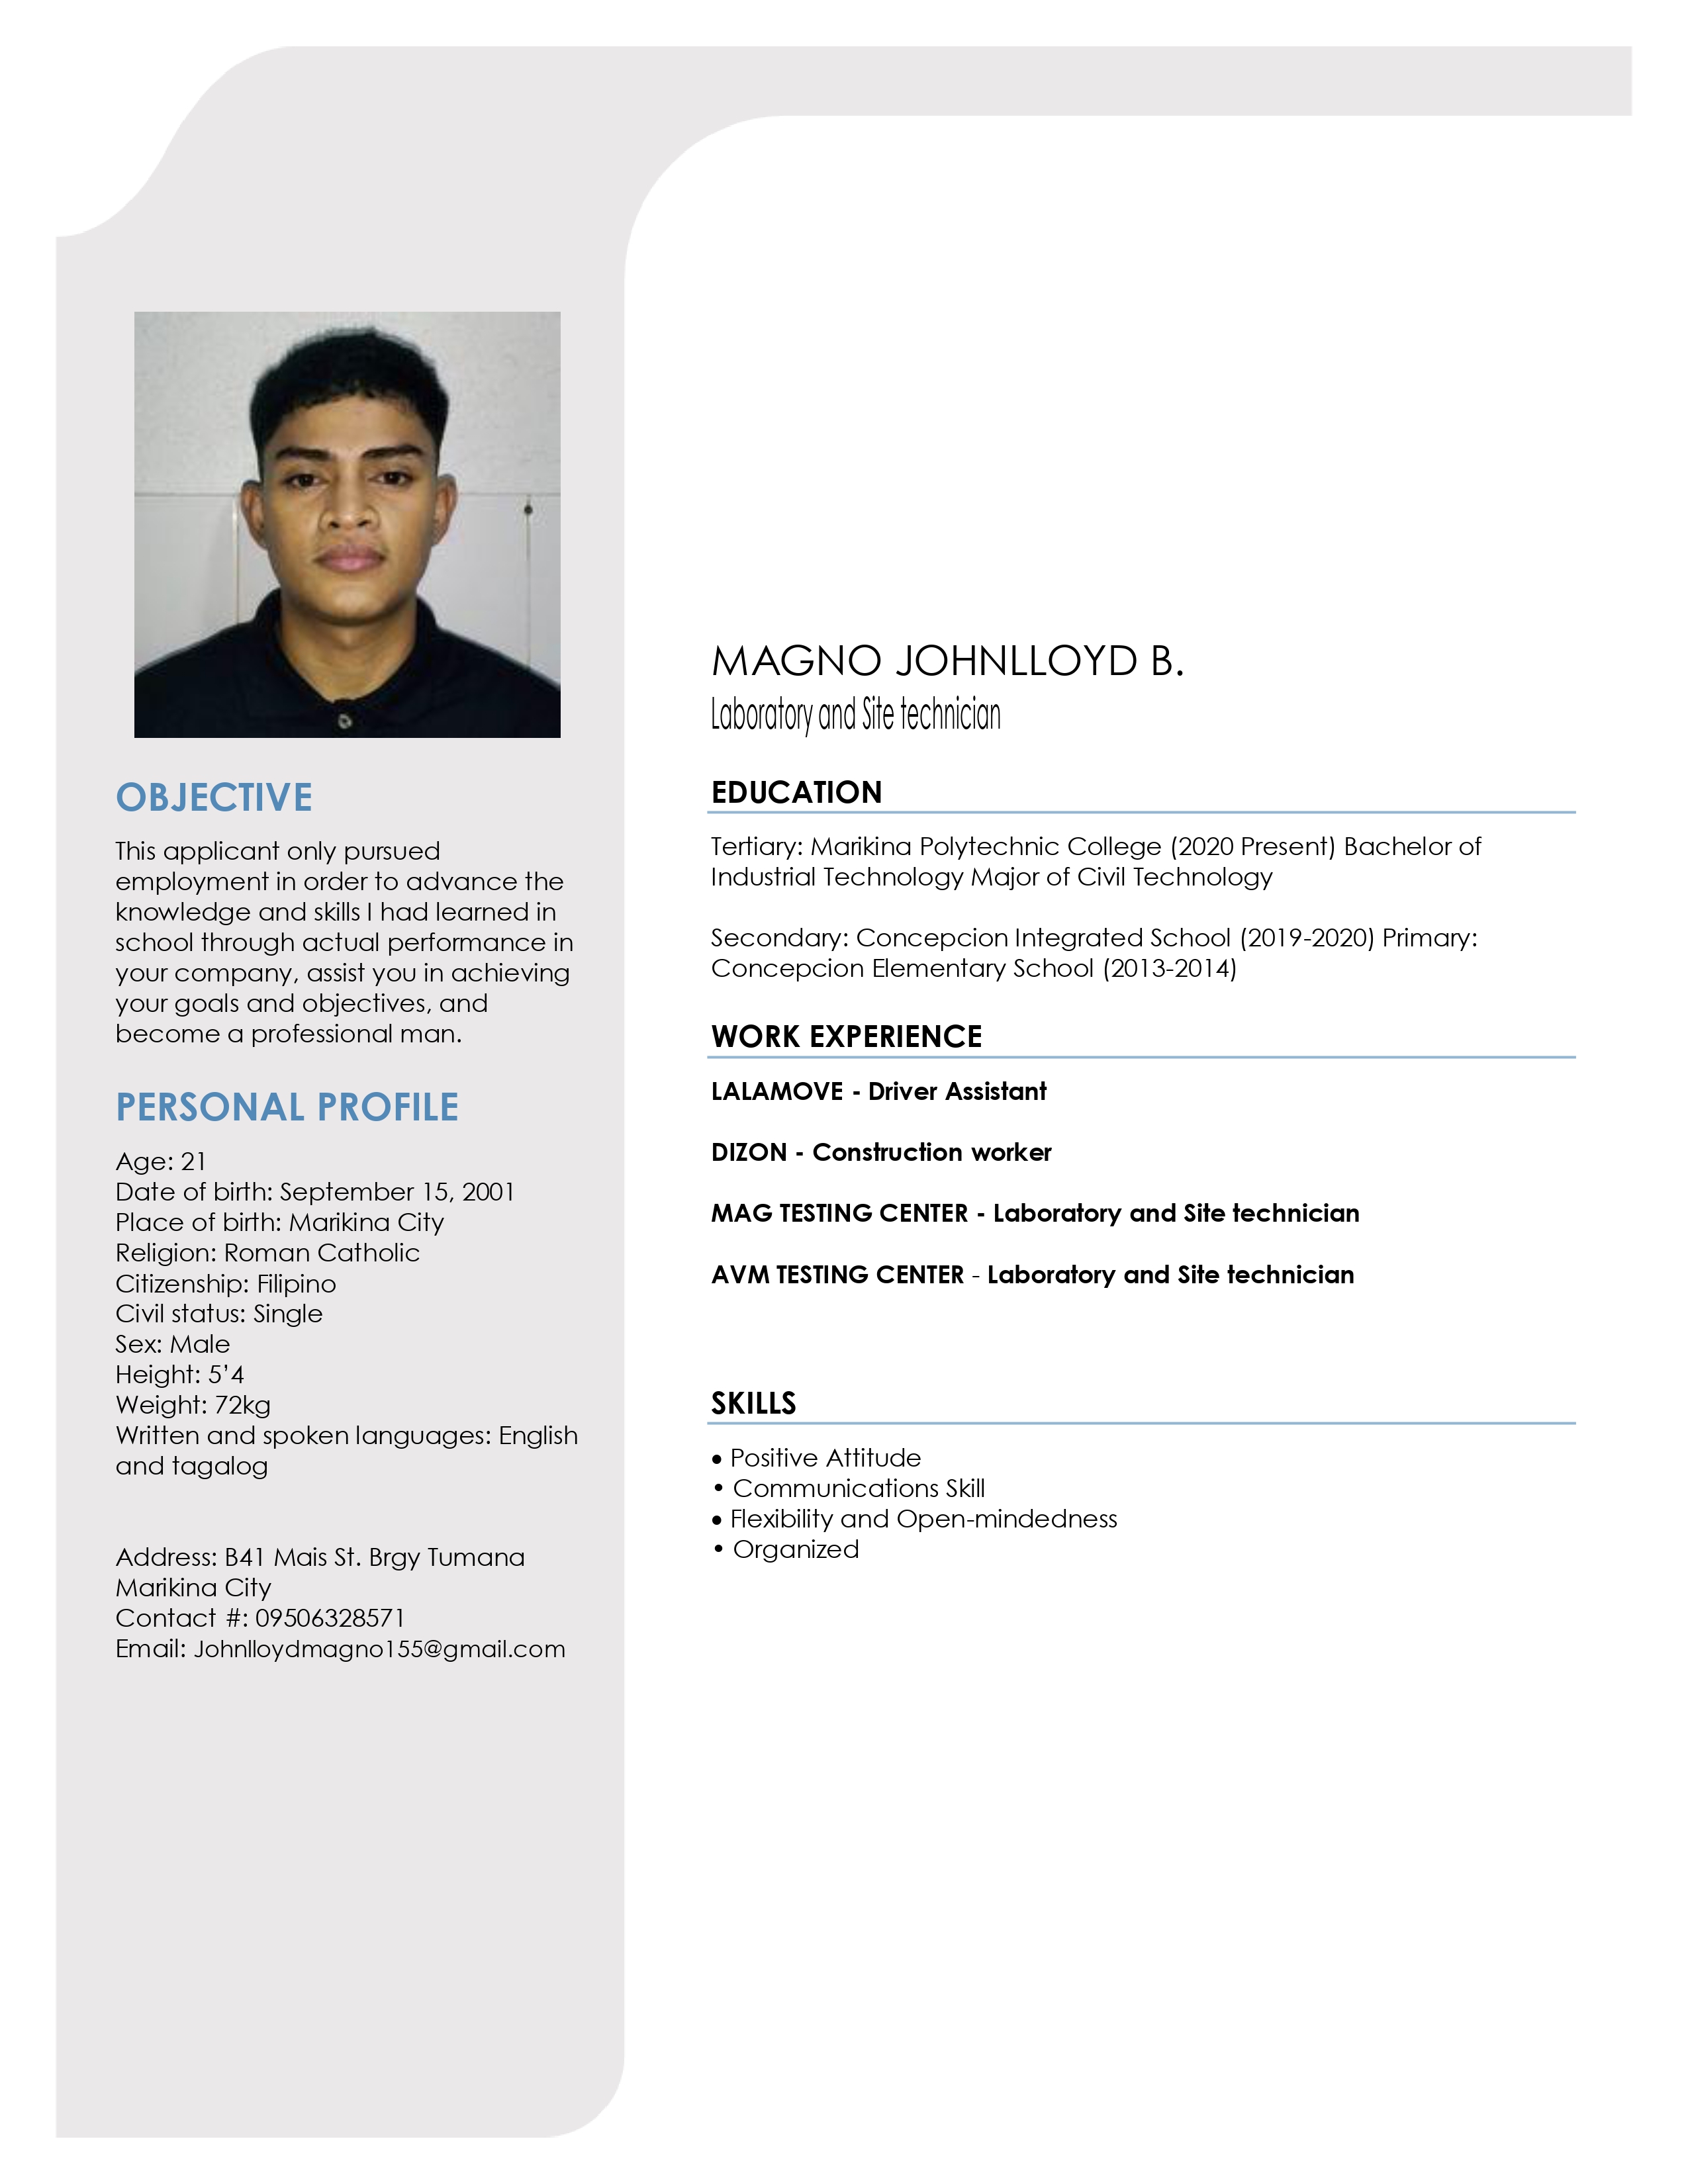 OBJECTIVE
This applicant only pursued
employment in order to advance the
knowledge and skills I had learned in
school through actual performance in
your company, assist you in achieving
your goals and objectives, and
become a professional man.
PERSONAL PROFILE
Age: 21
Date of birth: September 15, 2001
Place of birth: Marikina City
Religion: Roman Catholic
Citizenship: Filipino
Civil status: Single
Sex: Male
Height: 5’4
Weight: 72kg
Written and spoken languages: English
and tagalog
Address: B41 Mais St. Brgy Tumana
Marikina City
Contact #: 09506328571
Email: Johnlloydmagno155@gmail.com
MAGNO JOHNLLOYD B.
Laboratory and Site technician
EDUCATION
Tertiary: Marikina Polytechnic College (2020 Present) Bachelor of
Industrial Technology Major of Civil Technology
Secondary: Concepcion Integrated School (2019-2020) Primary:
Concepcion Elementary School (2013-2014)
WORK EXPERIENCE
LALAMOVE - Driver Assistant
DIZON - Construction worker
MAG TESTING CENTER - Laboratory and Site technician
AVM TESTING CENTER - Laboratory and Site technician
SKILLS
• Positive Attitude
• Communications Skill
• Flexibility and Open-mindedness
• Organized